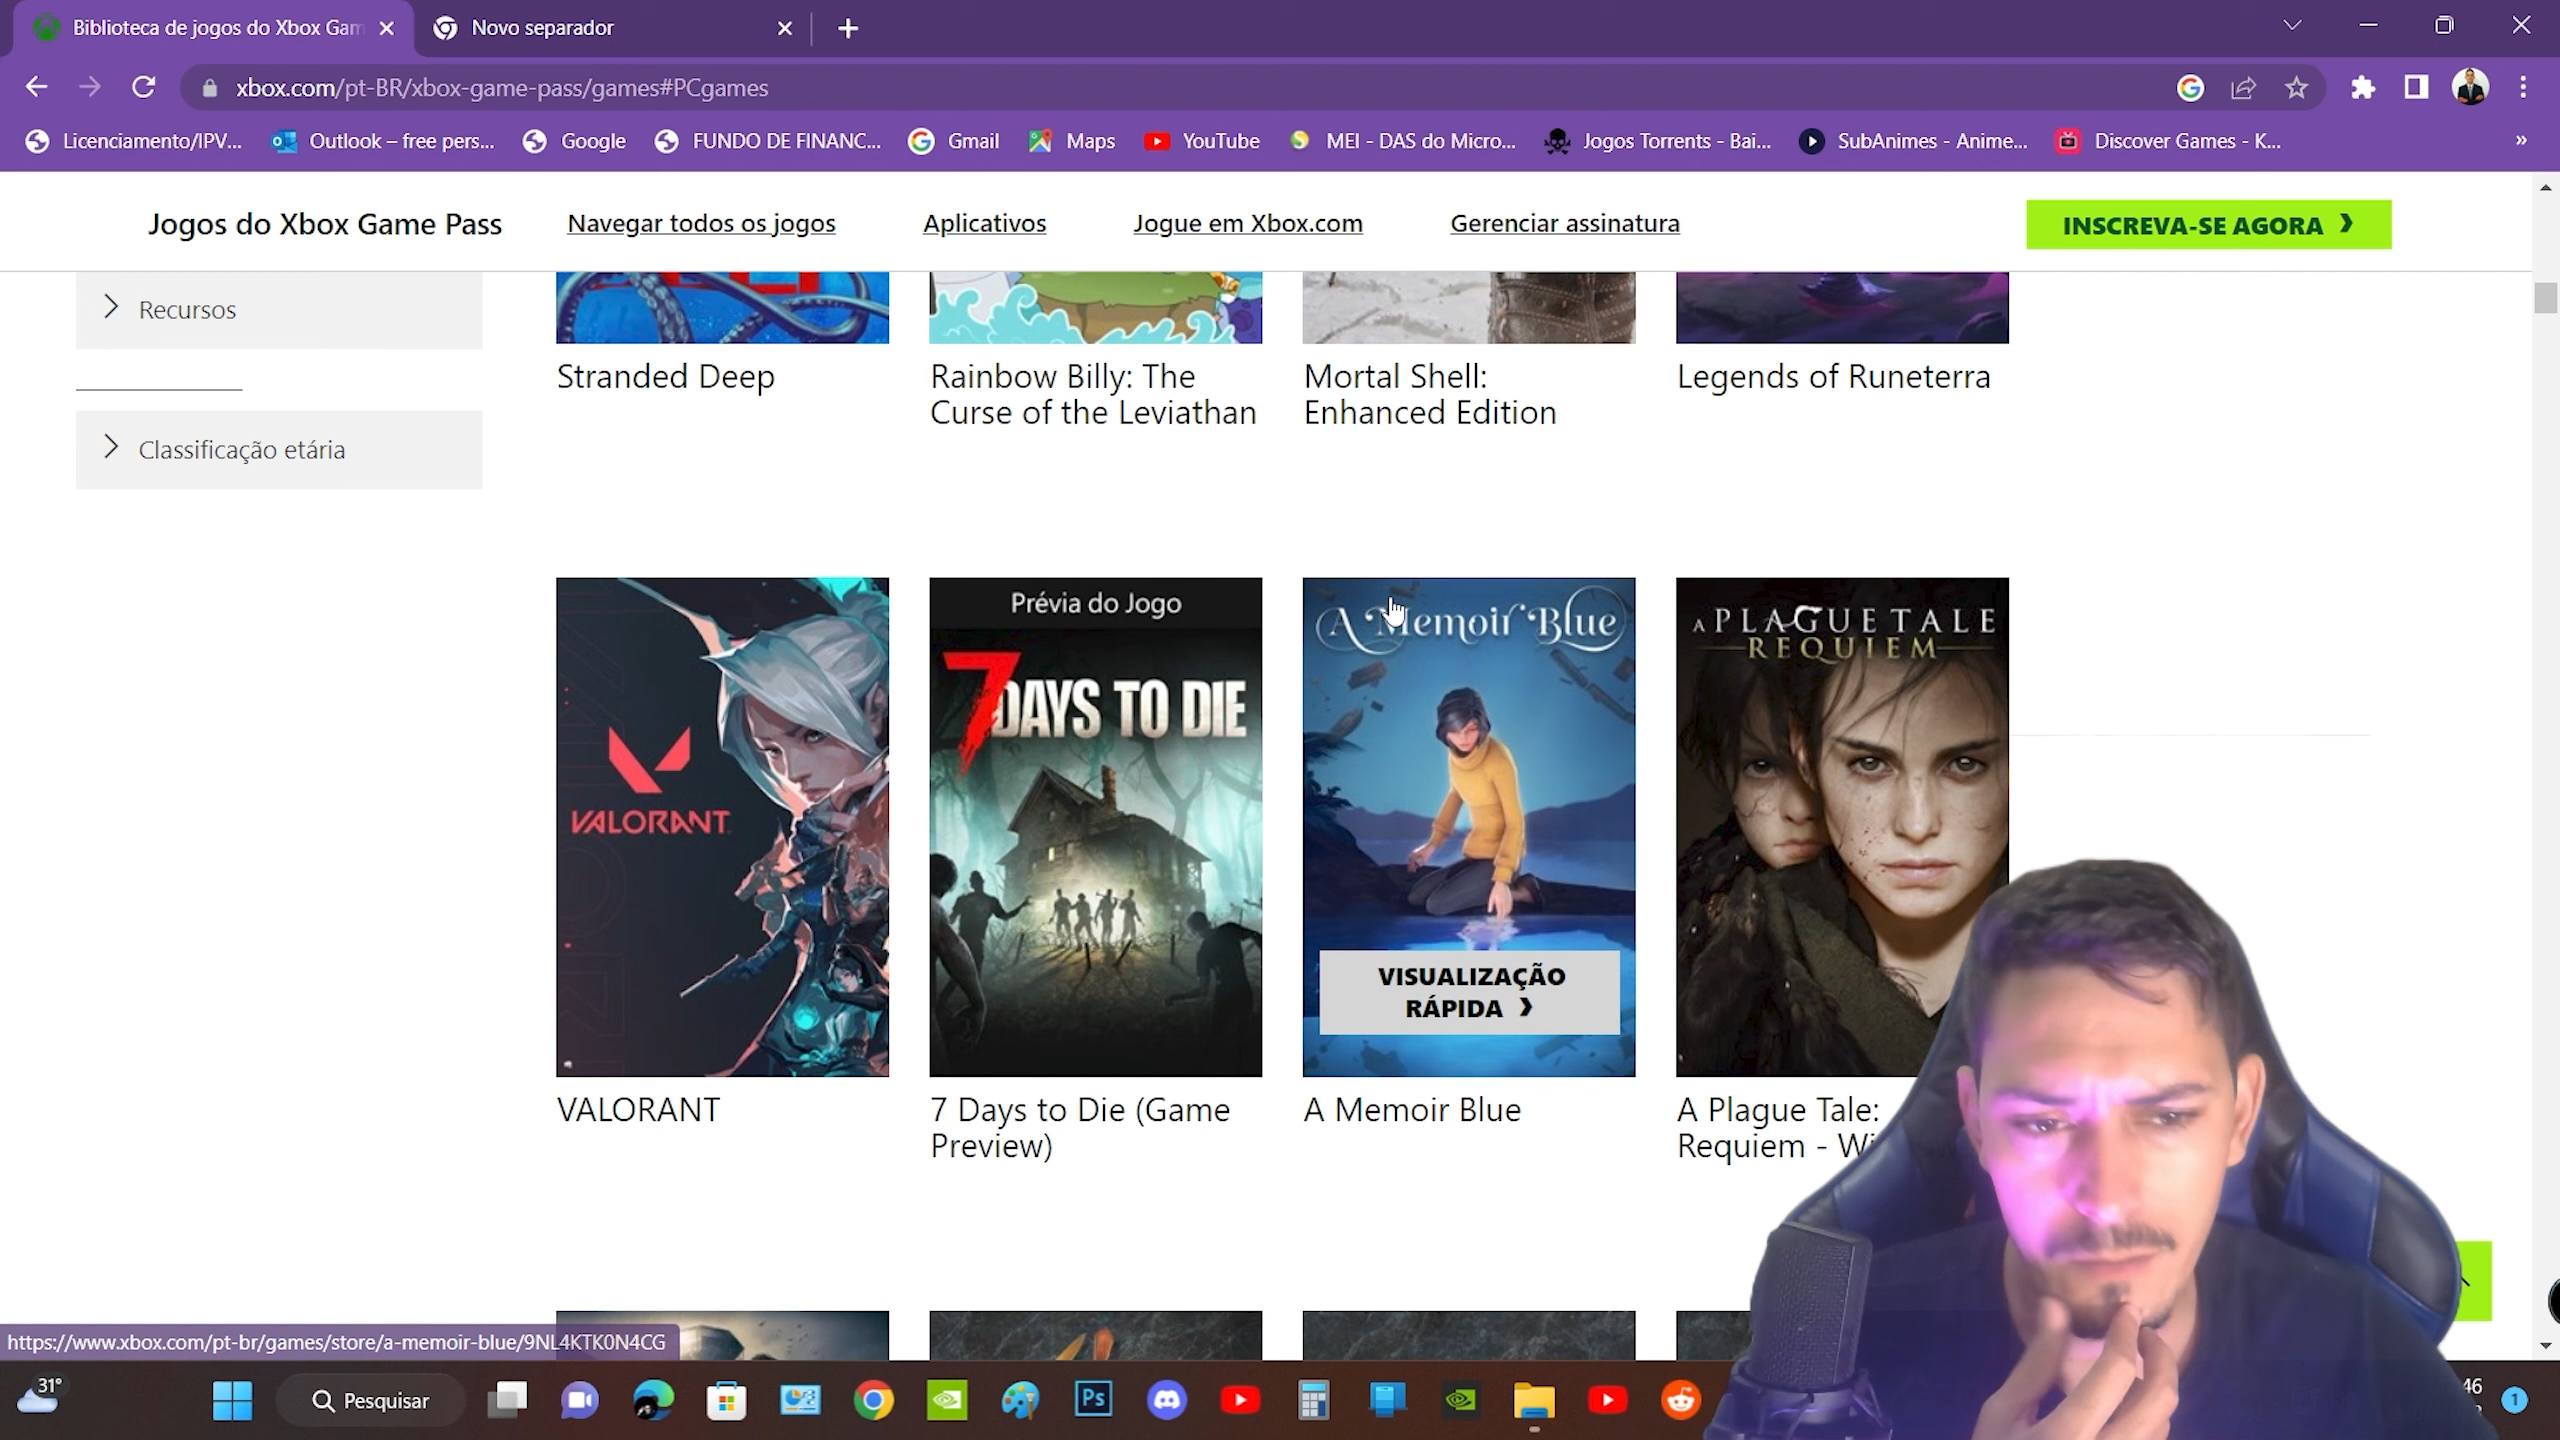 Biblioteca de jogos do Xbox Gam
Novo separador
xbox.com/pt-BR/xbox-game-pass/games#PCgames
Licenciamento/IPV...
Outlook – free pers...
Google
FUNDO DE FINANC...
Gmail
Maps
YouTube
MEI - DAS do Micro...
Jogos Torrents - Bai...
SubAnimes - Anime...
Discover Games - K...
»
Jogos do Xbox Game Pass
Navegar todos os jogos
Aplicativos
Jogue em Xbox.com
Gerenciar assinatura
INSCREVA-SE AGORA
Recursos
Classificação etária
Stranded Deep
Rainbow Billy: The
Curse of the Leviathan
Mortal Shell:
Enhanced Edition
Legends of Runeterra
VALORANT
Prévia do Jogo
7 DAYS TO DIE
A Memoir Blue
VISUALIZAÇÃO
RÁPIDA
A PLAGUE TALE
REQUIEM
VALORANT
7 Days to Die (Game
Preview)
A Memoir Blue
A Plague Tale:
Requiem - Wi
https://www.xbox.com/pt-br/games/store/a-memoir-blue/9NL4KTK0N4CG
31°
Pesquisar
Ps
46
1